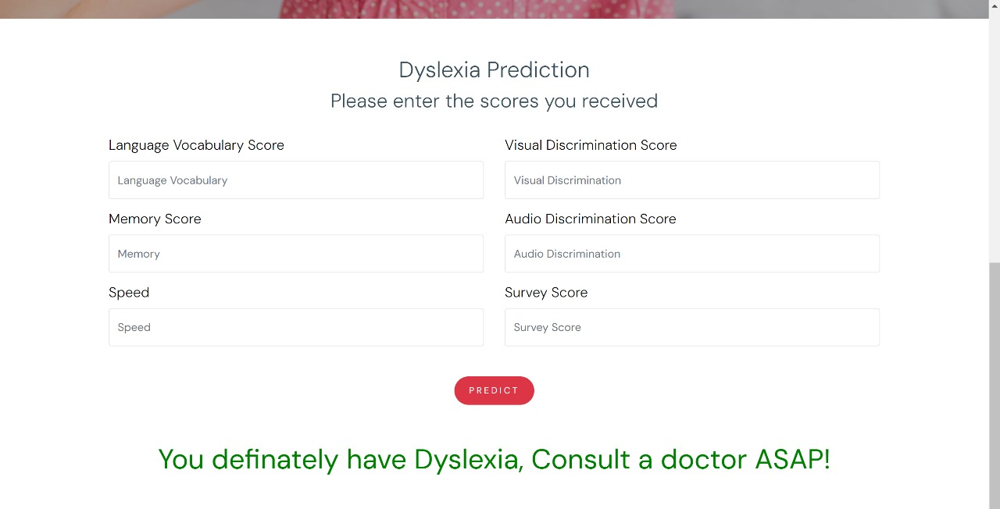 Dyslexia Prediction
Please enter the scores you received
Language Vocabulary Score
Visual Discrimination Score
Language Vocabulary
Visual Discrimination
Memory Score
Audio Discrimination Score
Memory
Audio Discrimination
Speed
Survey Score
Speed
Survey Score
PREDICT
You definately have Dyslexia, Consult a doctor ASAP!